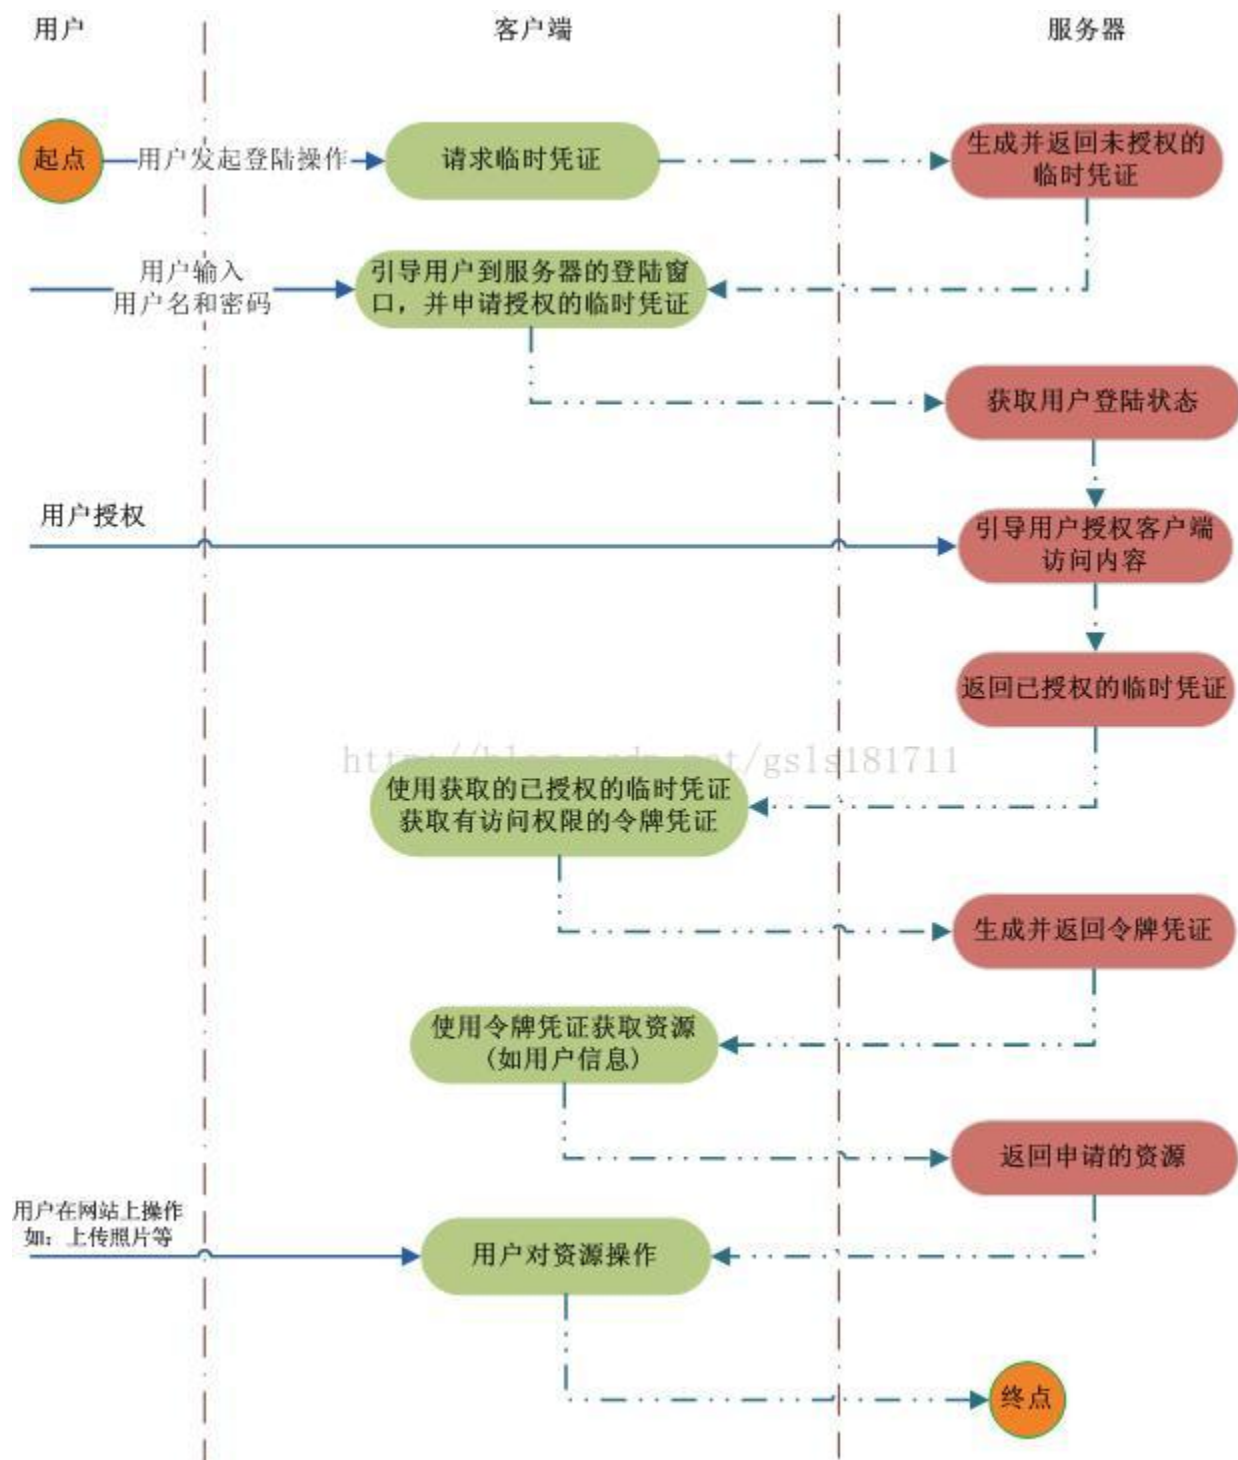 用户
客户端
服务器
起点
用户发起登陆操作
请求临时凭证
生成并返回未授权的
临时凭证
用户输入
用户名和密码
引导用户到服务器的登陆窗
口，并申请授权的临时凭证
获取用户登陆状态
用户授权
引导用户授权客户端
访问内容
返回已授权的临时凭证
http://blog.csdn.net/gsls181711
使用获取的已授权的临时凭证
获取有访问权限的令牌凭证
生成并返回令牌凭证
使用令牌凭证获取资源
(如用户信息)
返回申请的资源
用户在网站上操作
如：上传照片等
用户对资源操作
终点